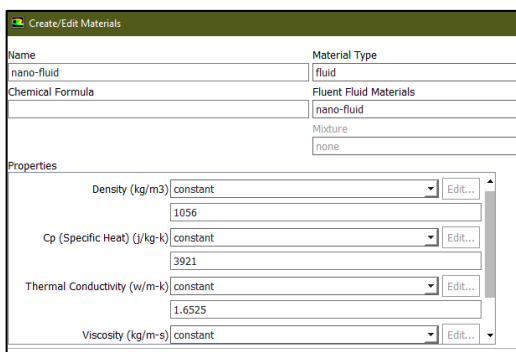 Create/Edit Materials
Name
Material Type
nano-fluid
fluid
Chemical Formula
Fluent Fluid Materials
nano-fluid
Mixture
none
Properties
Density (kg/m3) constant Edit...
1056
Cp (Specific Heat) (j/kg-k) constant Edit...
3921
Thermal Conductivity (w/m-k) constant Edit...
1.6525
Viscosity (kg/m-s) constant Edit...